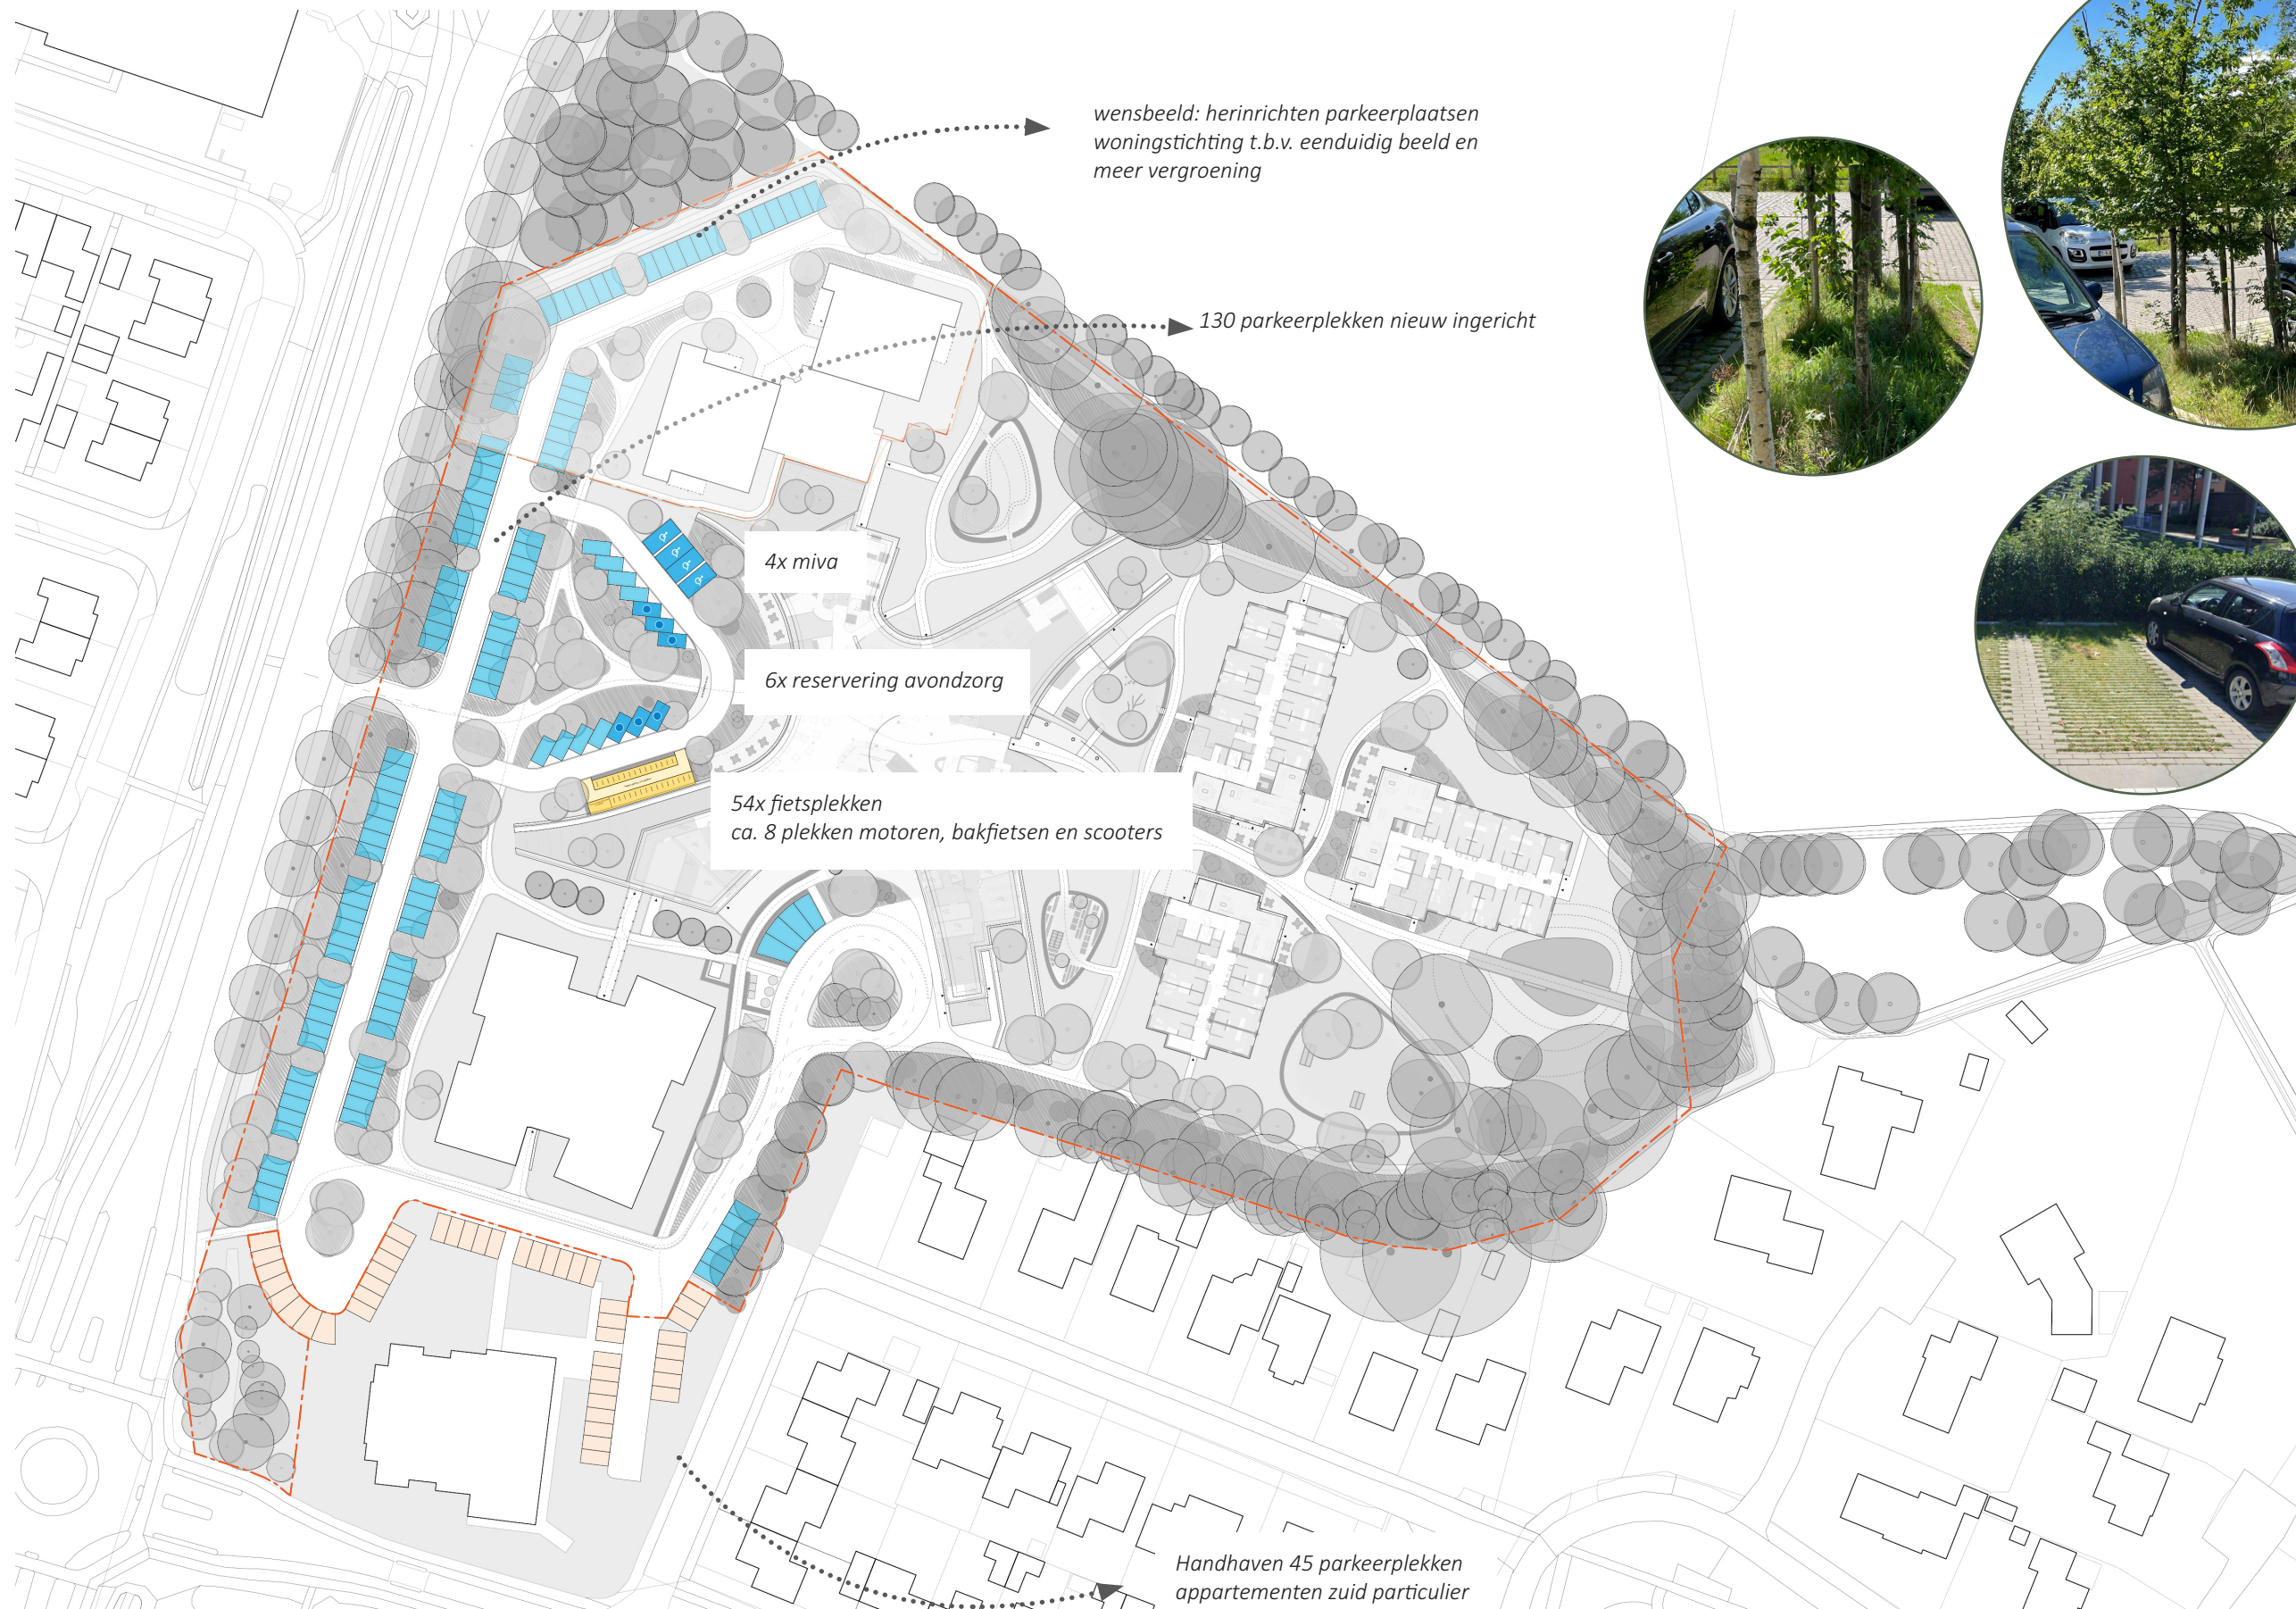 wensbeeld: herinrichten parkeerplaatsen
woningstichting t.b.v. eenduidig beeld en
meer vergroening
130 parkeerplekken nieuw ingericht
4x miva
6x reservering avondzorg
54x fietsplekken
ca. 8 plekken motoren, bakfietsen en scooters
Handhaven 45 parkeerplekken
appartementen zuid particulier